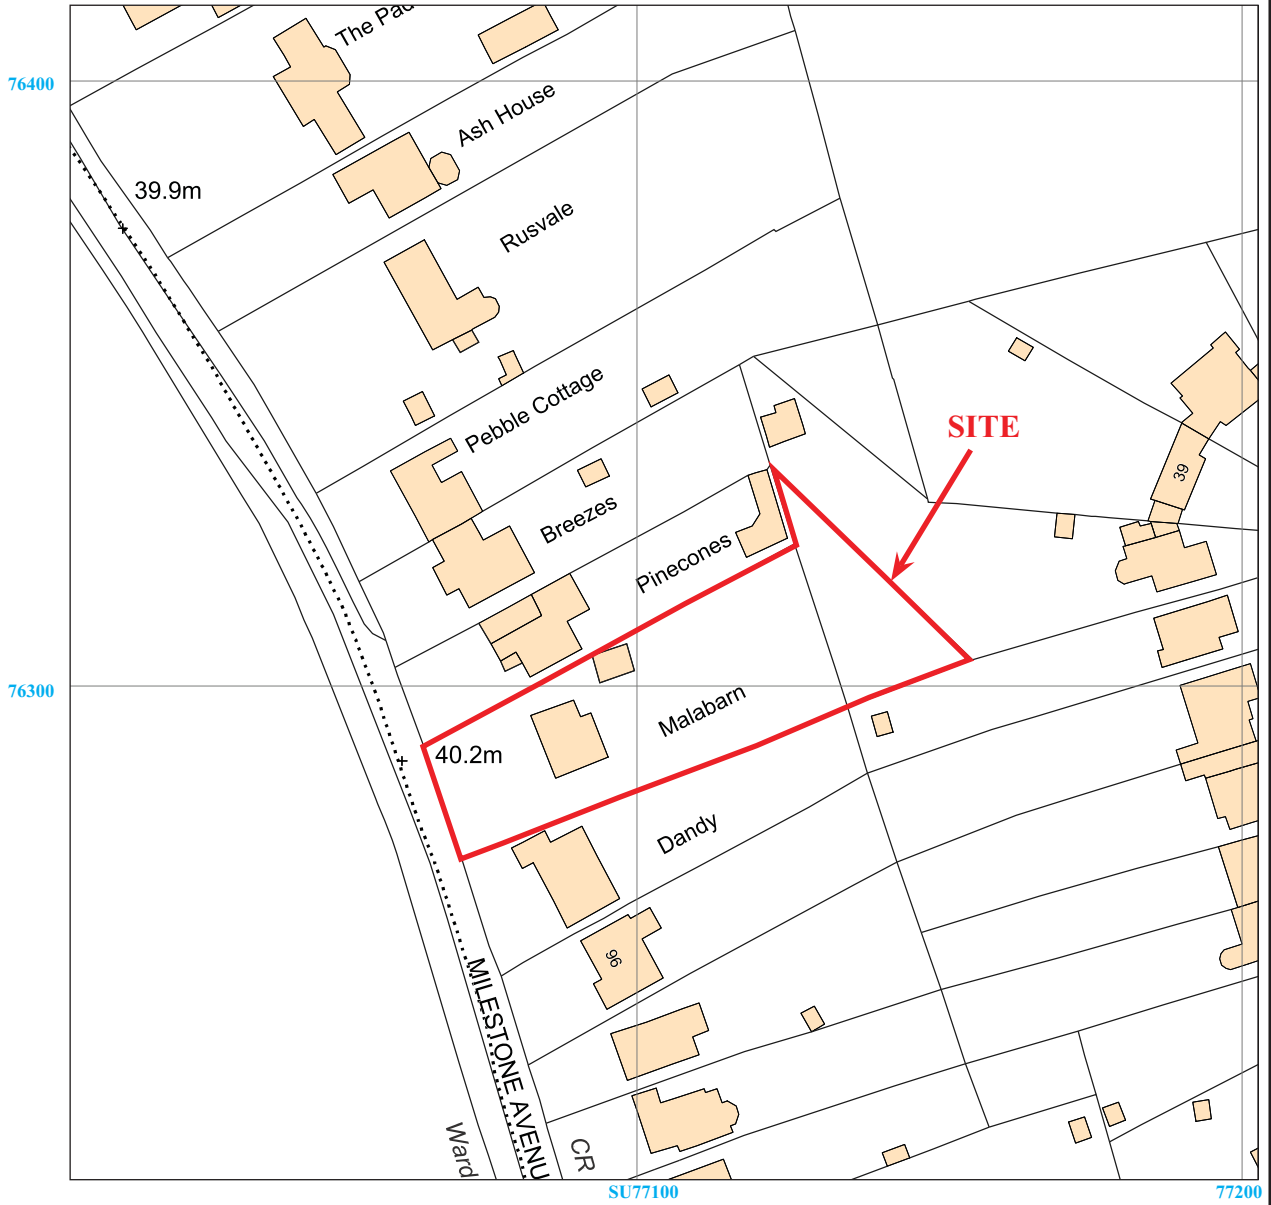 The Pad
76400
Ash House
39.9m
Rusvale
Pebble Cottage
SITE
39
Breezes
Pinecones
76300
Malabarn
40.2m
Dandy
96
MILESTONE AVENU
Ward
CR
SU77100
77200